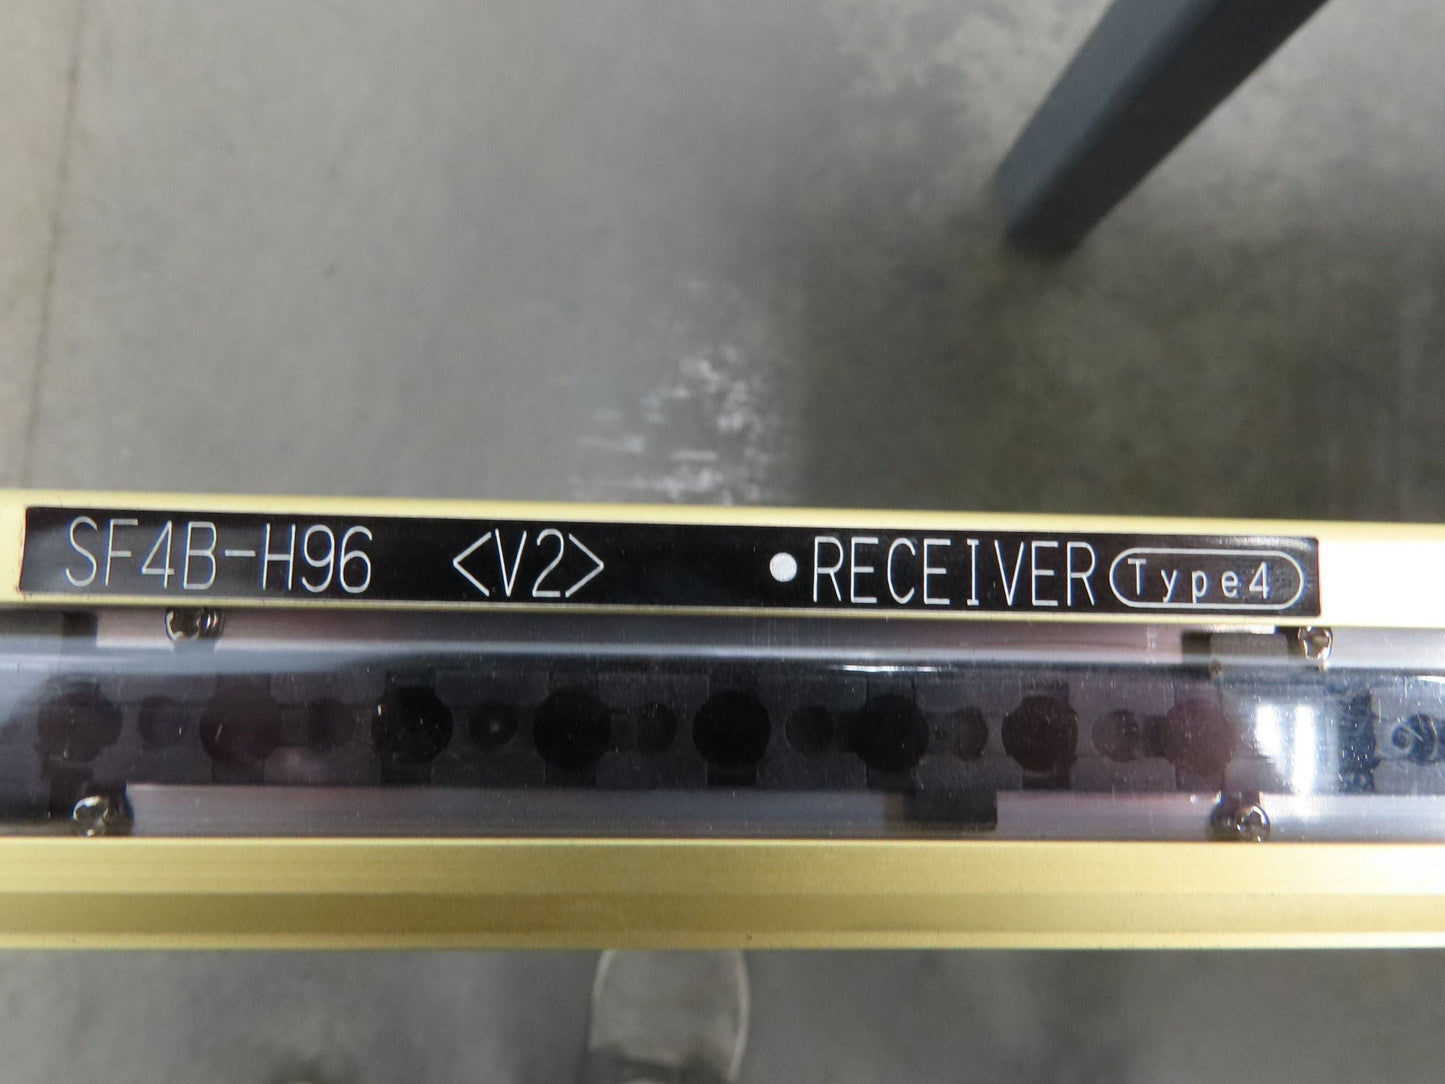 SF4B-H96 <V2> ●RECEIVER Type4